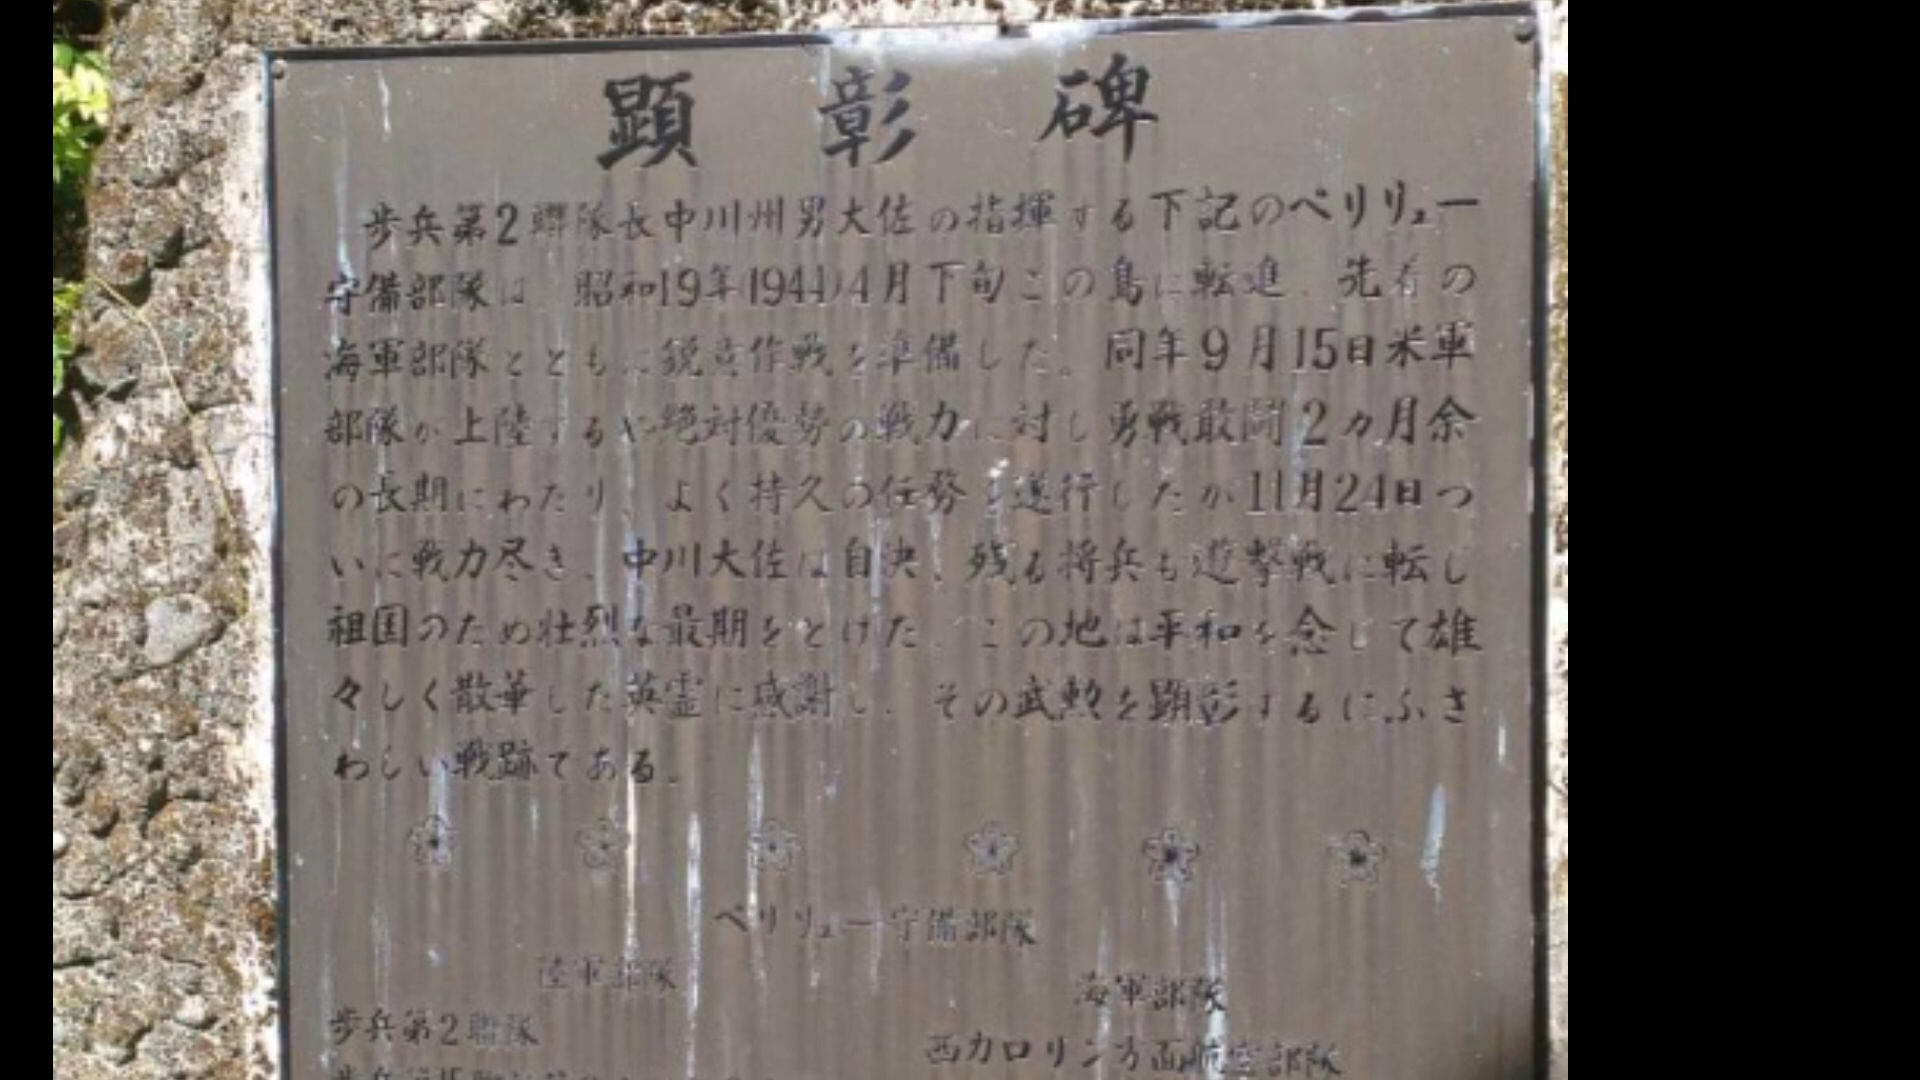 顕彰碑
歩兵第2聯隊長中川州男大佐の指揮する下記のペリリュー
守備部隊は、昭和19年(1944)4月下旬この島に転進、先着の
海軍部隊とともに鋭意作戦を準備した。同年9月15日米軍
部隊が上陸するや絶対優勢の戦力に対し勇戦敢闘2ヶ月余
の長期にわたり、よく持久の任務を遂行したが11月24日つ
いに戦力尽き、中川大佐は自決、残る将兵も遊撃戦に転じ
祖国のため壮烈な最期をとげた。この地は平和を念じて雄
々しく散華した英霊に感謝し、その武勲を顕彰するにふさ
わしい戦跡である。
ペリリュー守備部隊
陸軍部隊
海軍部隊
歩兵第2聯隊
西カロリン方面航空部隊